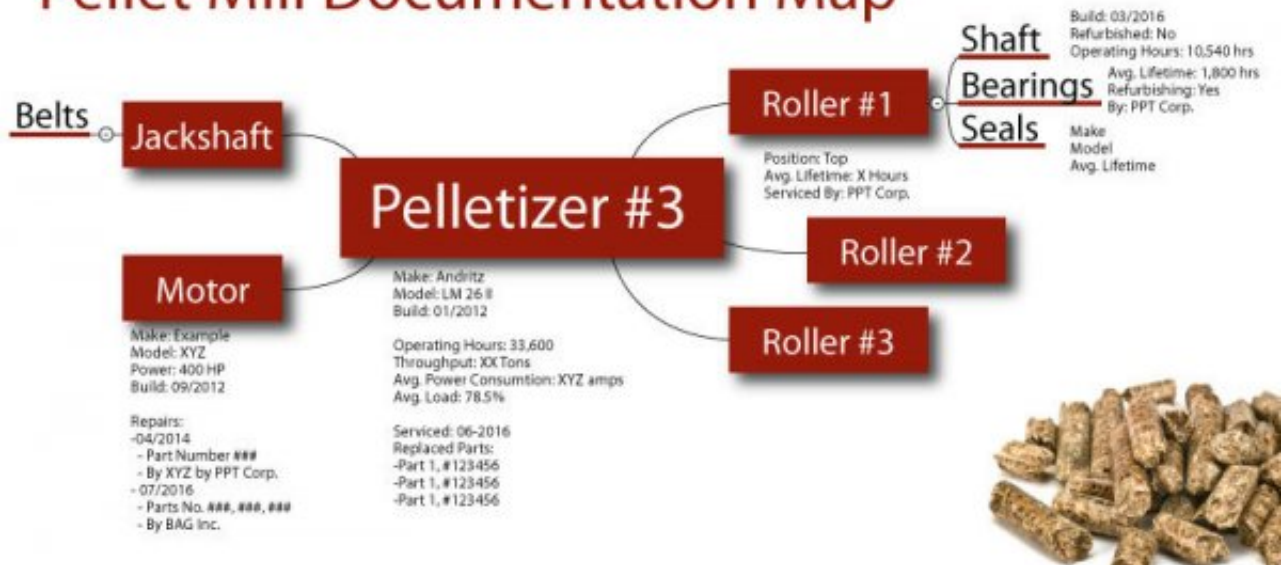 Pellet Mill Documentation Map
Belts
Jackshaft
Motor
Make: Example
Model: XYZ
Power: 400 HP
Build: 09/2012
Repairs:
-04/2014
- Part Number ###
- By XYZ by PPT Corp.
- 07/2016
- Parts No. ###, ###, ###
- By BAG Inc.
Pelletizer #3
Make: Andritz
Model: LM 26 II
Build: 01/2012
Operating Hours: 33,600
Throughput: XX Tons
Avg. Power Consumtion: XYZ amps
Avg. Load: 78.5%
Serviced: 06-2016
Replaced Parts:
-Part 1, #123456
-Part 1, #123456
-Part 1, #123456
Roller #1
Position: Top
Avg. Lifetime: X Hours
Serviced By: PPT Corp.
Shaft
Build: 03/2016
Refurbished: No
Operating Hours: 10,540 hrs
Bearings
Avg. Lifetime: 1,800 hrs
Refurbishing: Yes
By: PPT Corp.
Seals
Make
Model
Avg. Lifetime
Roller #2
Roller #3